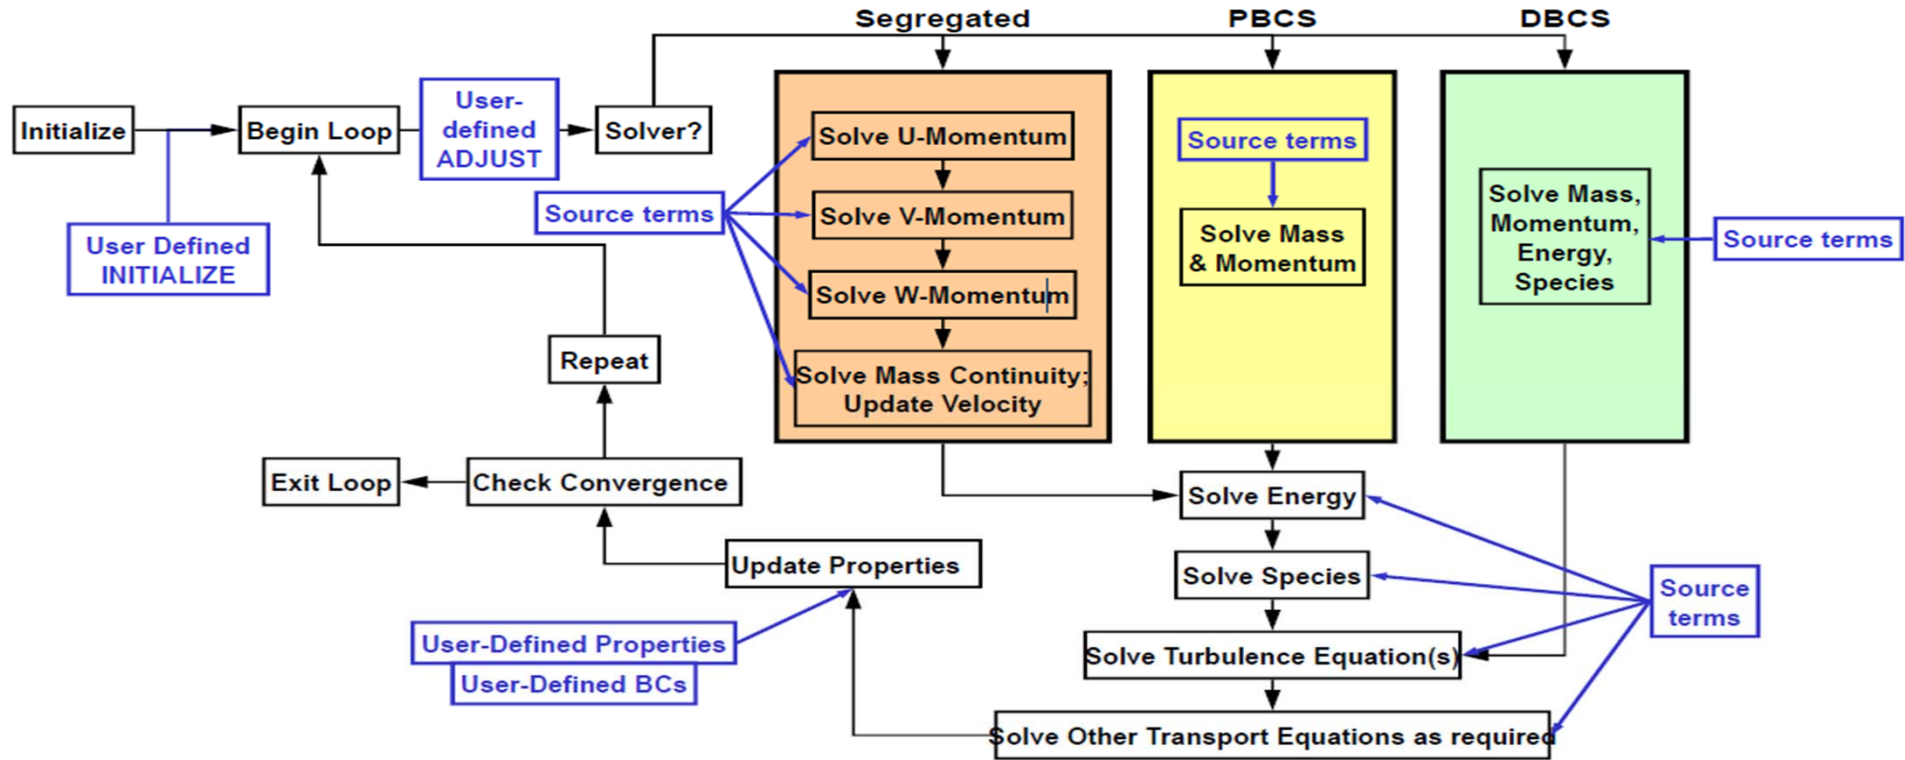 Segregated
PBCS
DBCS
Initialize
Begin Loop
User-
defined
ADJUST
Solver?
User Defined
INITIALIZE
Source terms
Solve U-Momentum
Solve V-Momentum
Solve W-Momentum
Solve Mass Continuity;
Update Velocity
Source terms
Solve Mass
& Momentum
Solve Mass,
Momentum,
Energy,
Species
Source terms
Repeat
Exit Loop
Check Convergence
Solve Energy
Update Properties
Solve Species
Source
terms
User-Defined Properties
User-Defined BCs
Solve Turbulence Equation(s)
Solve Other Transport Equations as required